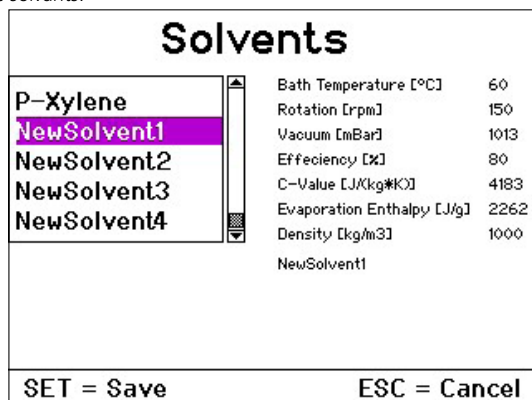 Solvents
P-Xylene
NewSolvent1
NewSolvent2
NewSolvent3
NewSolvent4
Bath Temperature [°C] 60
Rotation [rpm] 150
Vacuum [mBar] 1013
Effeciency [%] 80
C-Value [J/(kg*K)] 4183
Evaporation Enthalpy [J/g] 2262
Density [kg/m3] 1000
NewSolvent1
SET = Save ESC = Cancel